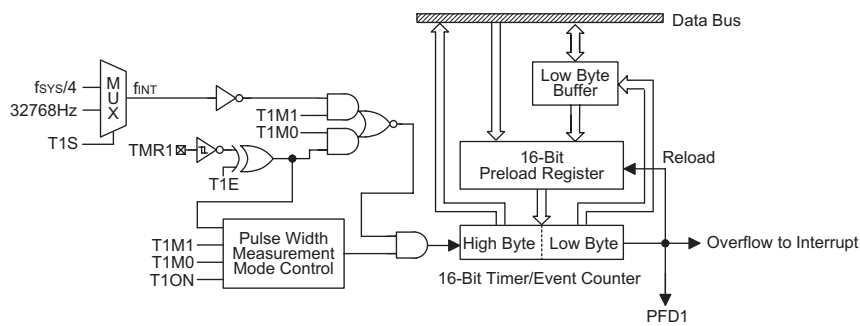 Data Bus
Low Byte
Buffer
fSYS/4
32768Hz
MUX
fINT
T1S
T1M1
T1M0
TMR1
T1E
16-Bit
Preload Register
Reload
T1M1
T1M0
T1ON
Pulse Width
Measurement
Mode Control
High Byte
Low Byte
Overflow to Interrupt
16-Bit Timer/Event Counter
PFD1